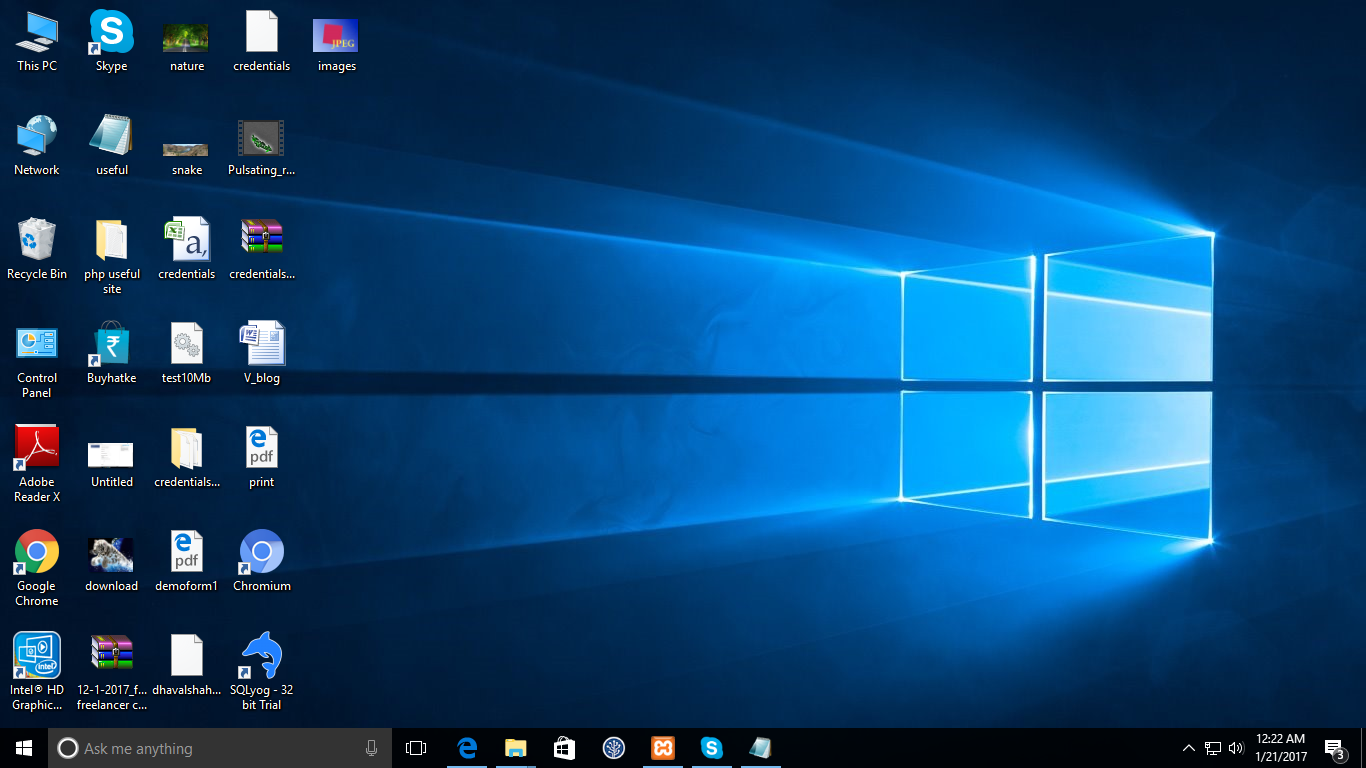 This PC
Skype
nature
credentials
images
JPEG
Network
useful
snake
Pulsating_r...
Recycle Bin
php useful
site
credentials
a,
credentials...
Control
Panel
Buyhatke
test10Mb
V_blog
Adobe
Reader X
Untitled
credentials...
pdf
print
Google
Chrome
download
pdf
demoform1
Chromium
intel
Intel® HD
Graphic...
12-1-2017_f...
freelancer c...
dhavalshah...
SQLyog - 32
bit Trial
Ask me anything
12:22 AM
1/21/2017
3